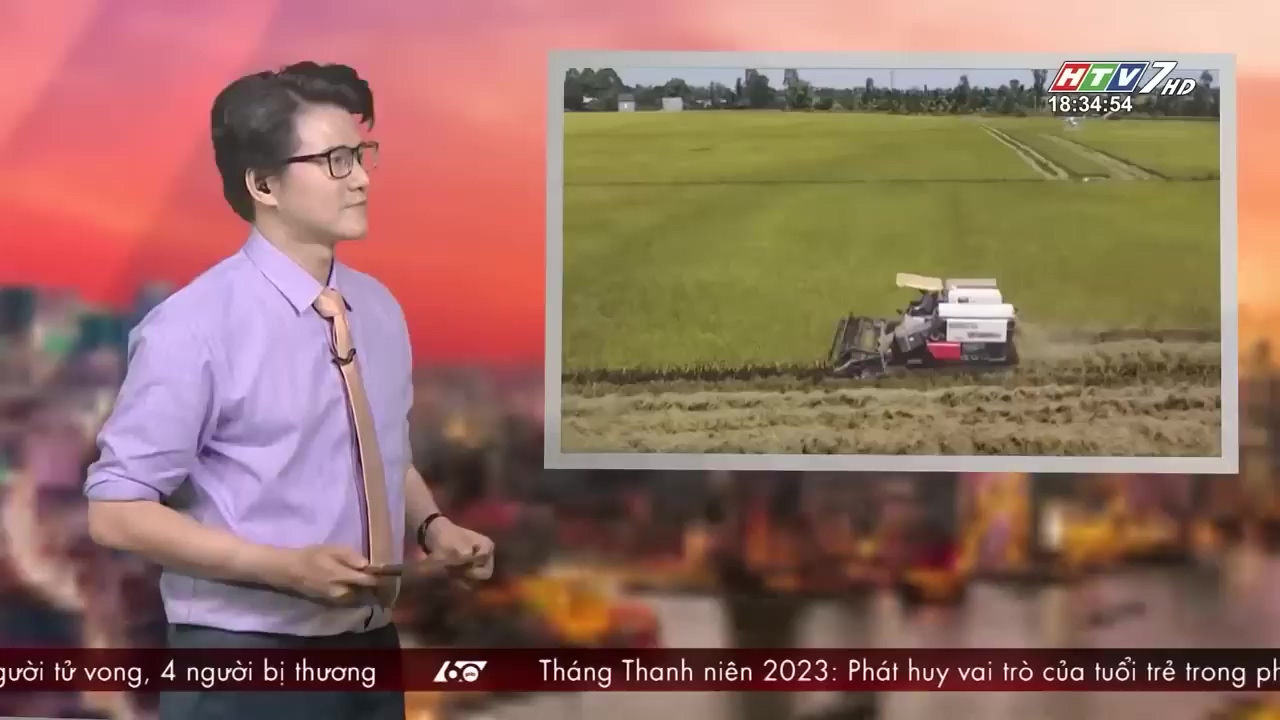 HTV7 HD
18:34:54
gười tử vong, 4 người bị thương 60 Tháng Thanh niên 2023: Phát huy vai trò của tuổi trẻ trong ph